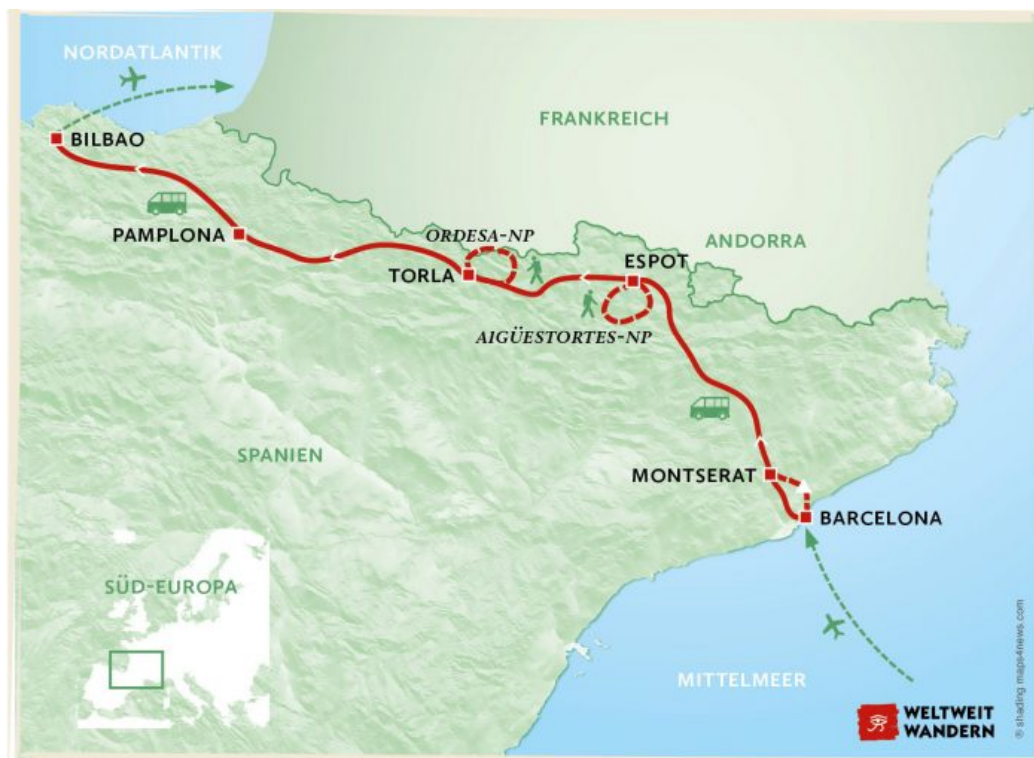 NORDATLANTIK
BILBAO
FRANKREICH
PAMPLONA
ORDESA-NP
ANDORRA
TORLA
ESPOT
AIGÜESTORTES-NP
SPANIEN
MONTSERAT
BARCELONA
SÜD-EUROPA
MITTELMEER
WELTWEIT
WANDERN
© shading maps4news.com